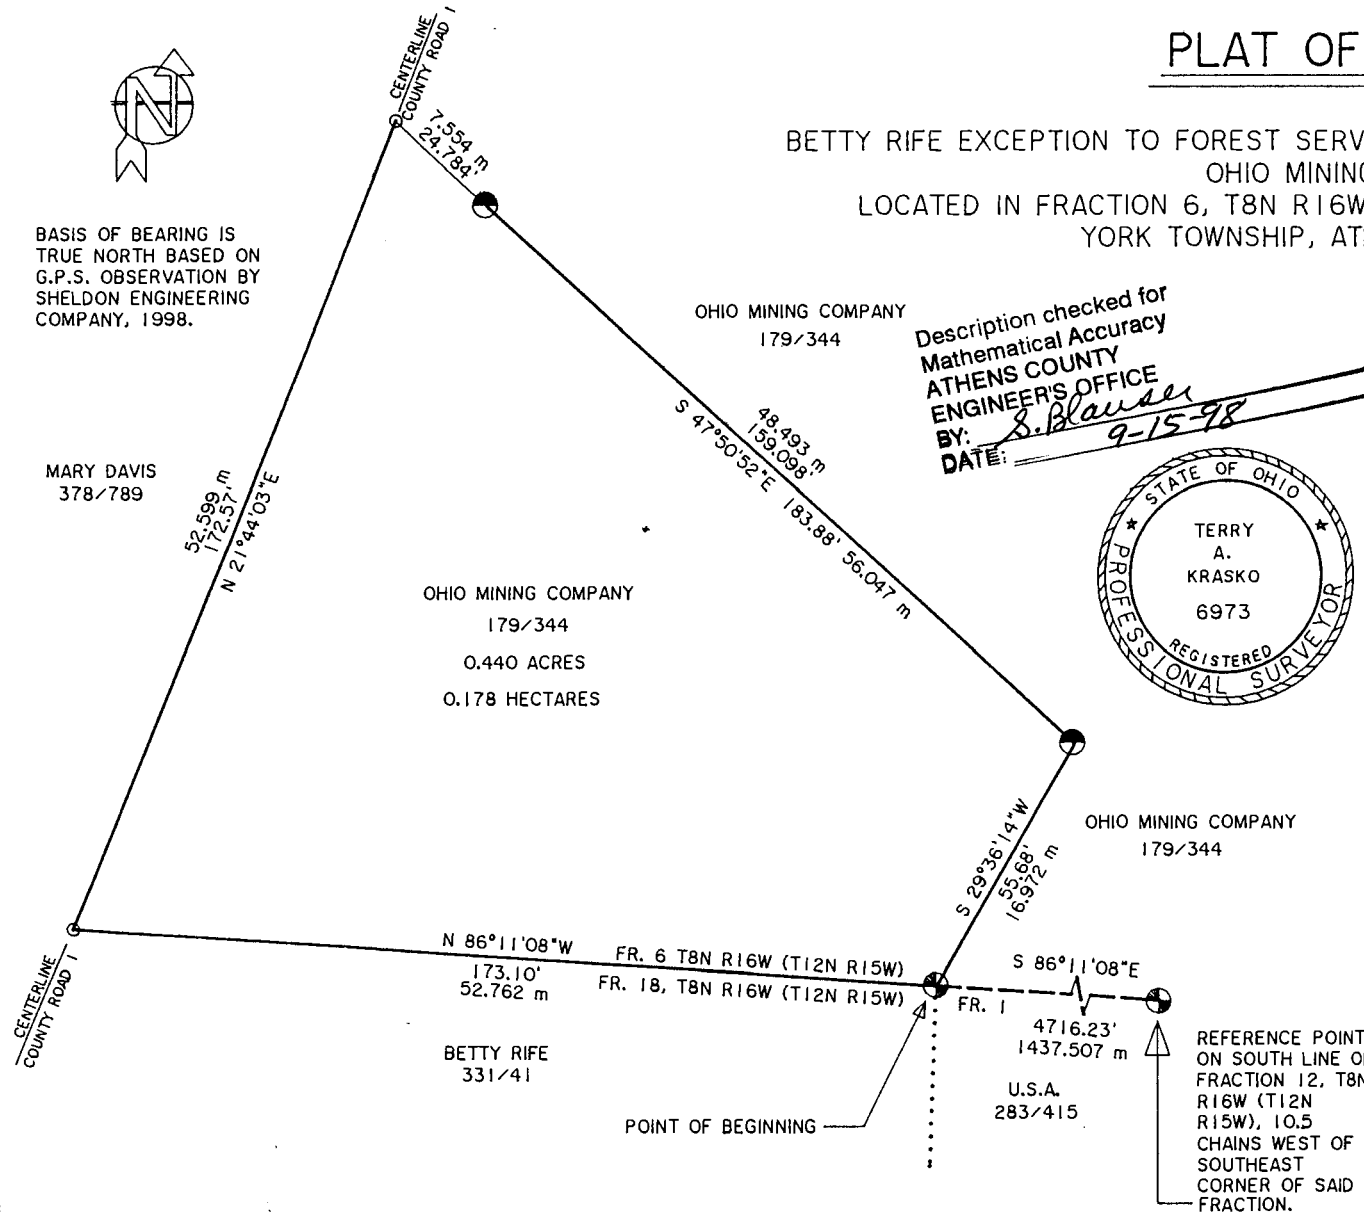 PLAT OF
BETTY RIFE EXCEPTION TO FOREST SERV
OHIO MINING
LOCATED IN FRACTION 6, T8N R16W
YORK TOWNSHIP, AT
N
BASIS OF BEARING IS
TRUE NORTH BASED ON
G.P.S. OBSERVATION BY
SHELDON ENGINEERING
COMPANY, 1998.
CENTERLINE
COUNTY ROAD 1
7.554 m
24.784'
OHIO MINING COMPANY
179/344
Description checked for
Mathematical Accuracy
ATHENS COUNTY
ENGINEER'S OFFICE
BY: S. Blauser
DATE: 9-15-98
48.493 m
159.098'
S 47°50'52"E 183.88' 56.047 m
MARY DAVIS
378/789
52.599 m
172.57'
N 21°44'03"E
STATE OF OHIO
TERRY
A.
KRASKO
6973
REGISTERED
PROFESSIONAL SURVEYOR
OHIO MINING COMPANY
179/344
0.440 ACRES
0.178 HECTARES
S 29°36'14"W
55.68'
16.972 m
OHIO MINING COMPANY
179/344
CENTERLINE
COUNTY ROAD 1
N 86°11'08"W
173.10'
52.762 m
FR. 6 T8N R16W (T12N R15W)
FR. 18, T8N R16W (T12N R15W)
S 86°11'08"E
FR. 1
4716.23'
1437.507 m
BETTY RIFE
331/41
U.S.A.
283/415
POINT OF BEGINNING
REFERENCE POINT
ON SOUTH LINE OF
FRACTION 12, T8N
R16W (T12N
R15W), 10.5
CHAINS WEST OF
SOUTHEAST
CORNER OF SAID
FRACTION.